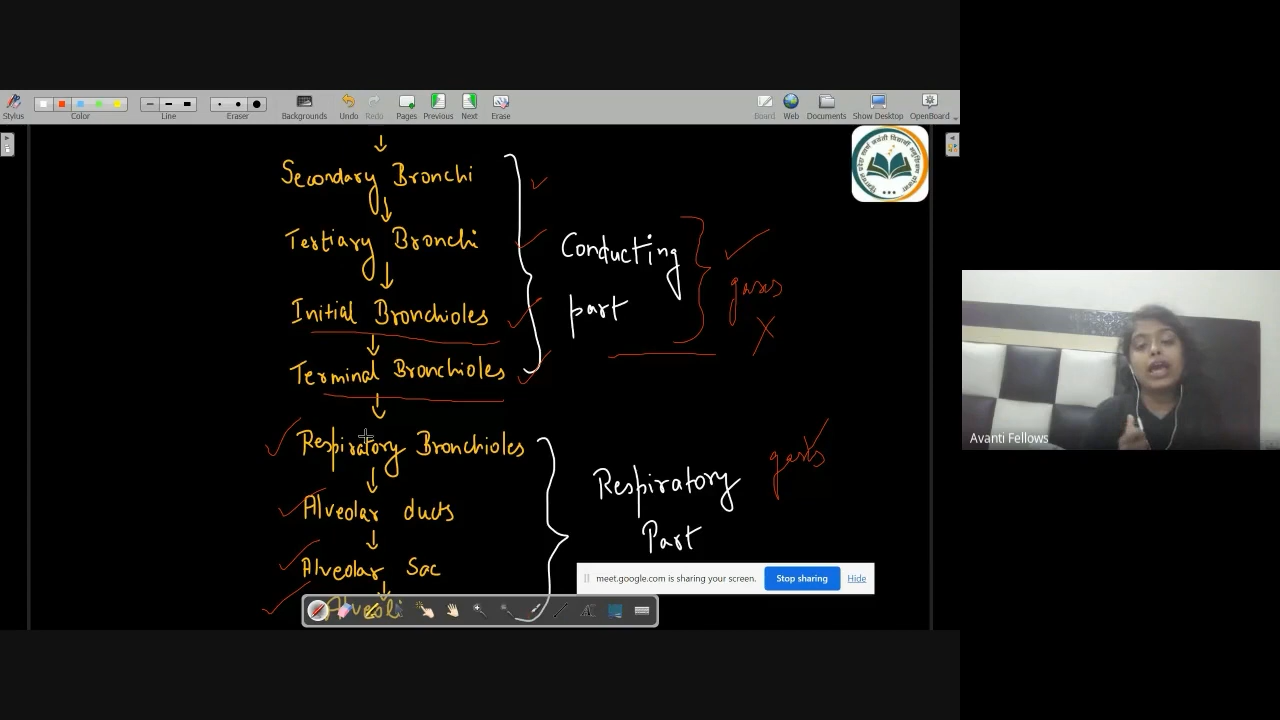 Stylus
Color
Line
Eraser
Backgrounds
Undo
Redo
Pages
Previous
Next
Erase
Board
Web
Documents
Show Desktop
OpenBoard
Secondary Bronchi
Tertiary Bronchi
Initial Bronchioles
Terminal Bronchioles
Conducting
part
gases
X
Respiratory Bronchioles
Alveolar ducts
Alveolar Sac
Alveoli
Respiratory
Part
gases
meet.google.com is sharing your screen.
Stop sharing
Hide
Avanti Fellows